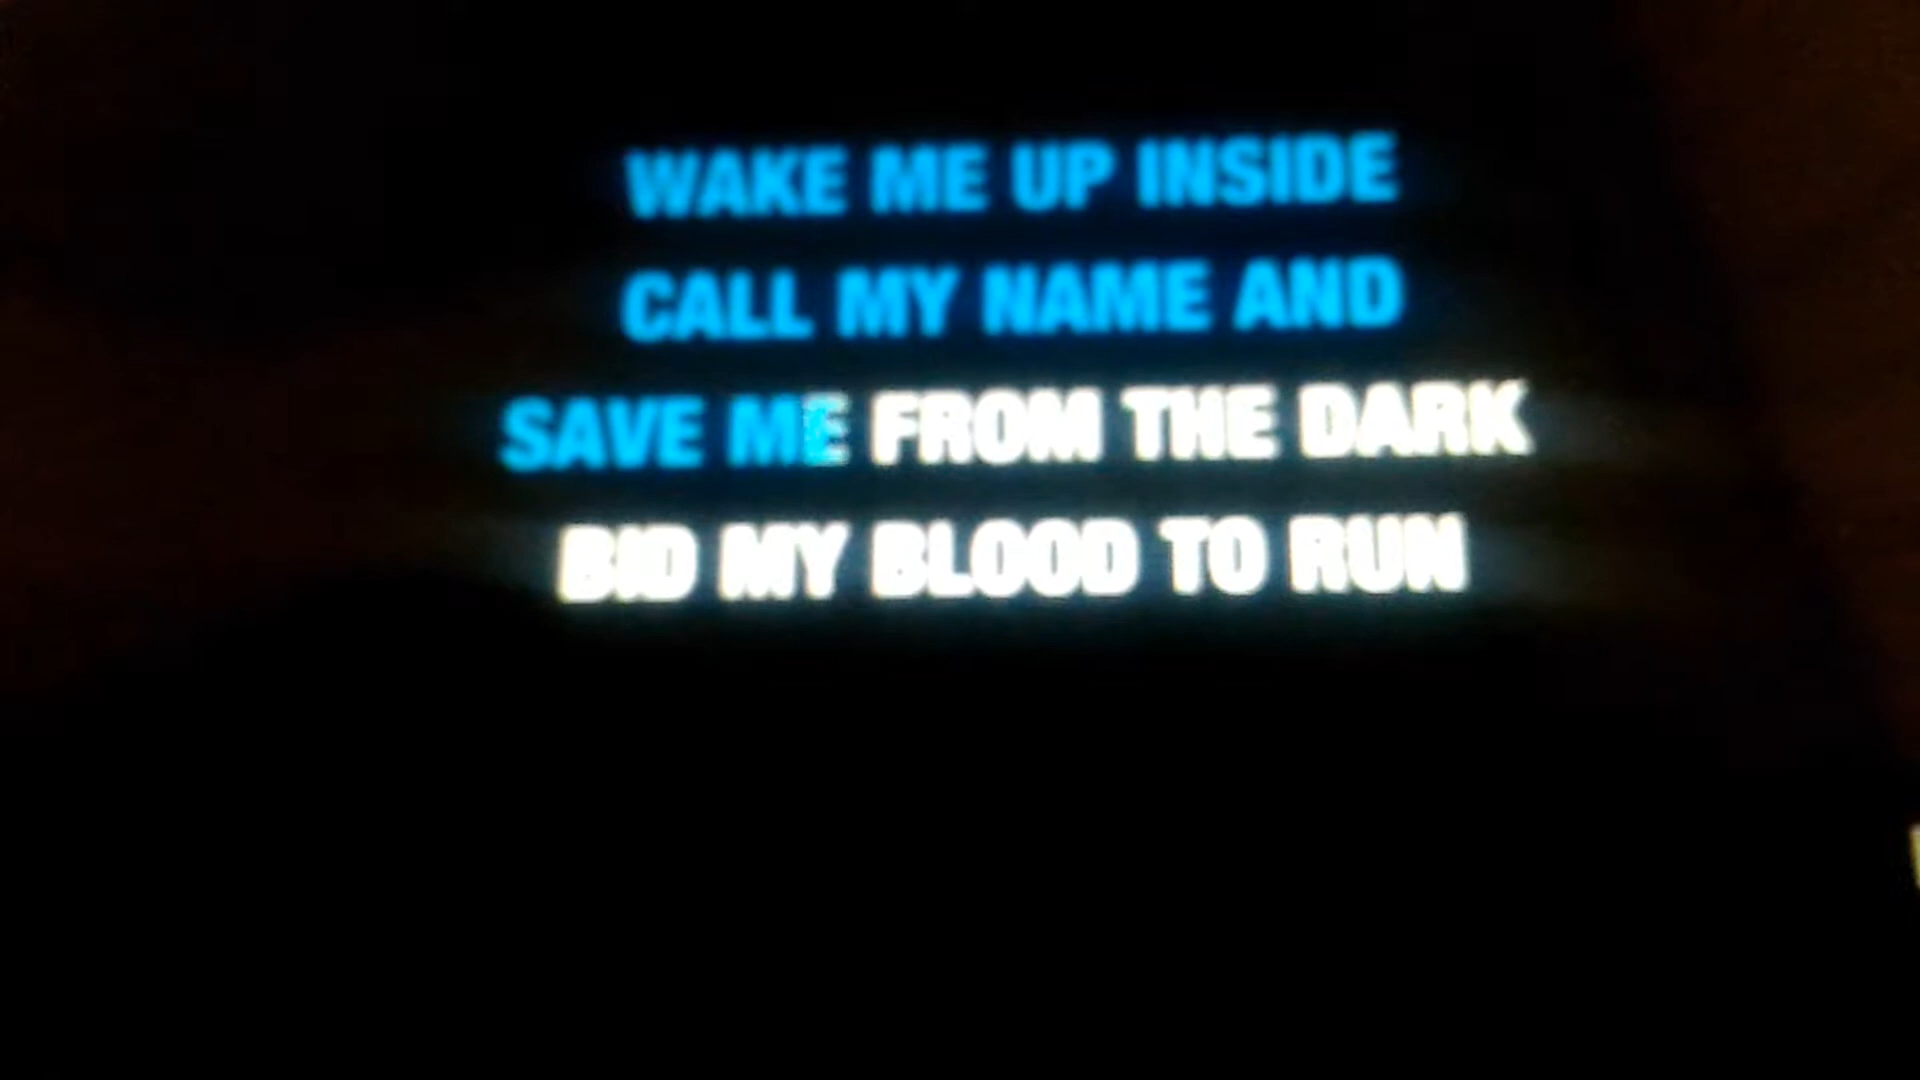 WAKE ME UP INSIDE
CALL MY NAME AND
SAVE ME FROM THE DARK
BID MY BLOOD TO RUN